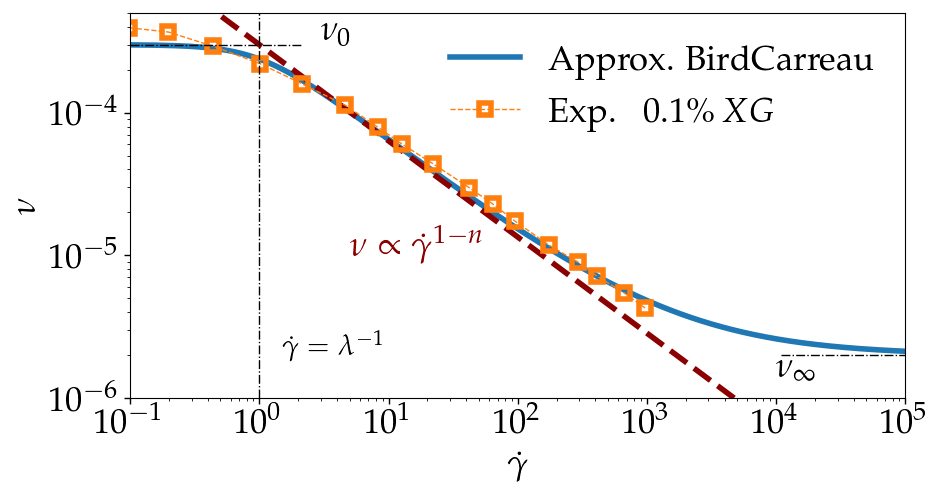 ν₀
Approx. BirdCarreau
Exp. 0.1% XG
10⁻⁴
ν
ν ∝ γ̇¹⁻ⁿ
10⁻⁵
γ̇ = λ⁻¹
ν∞
10⁻⁶
10⁻¹ 10⁰ 10¹ 10² 10³ 10⁴ 10⁵
γ̇